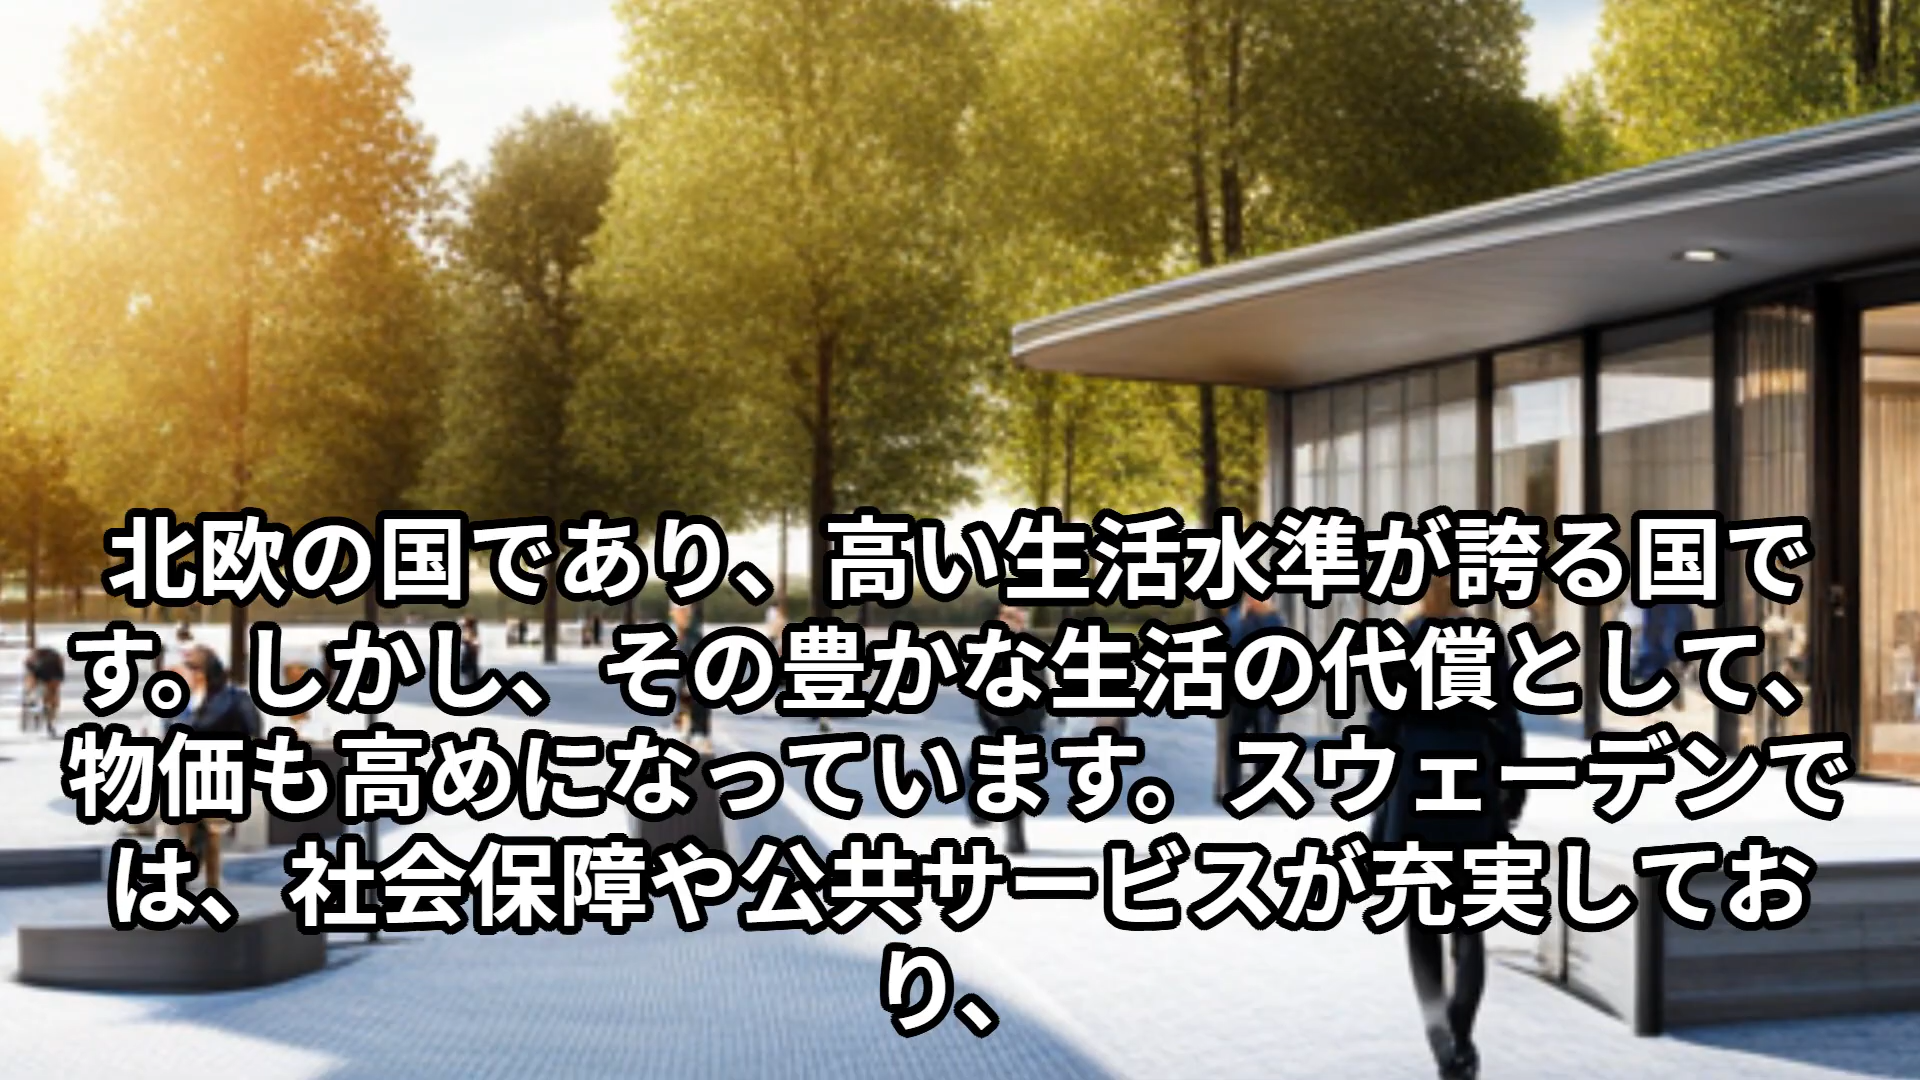 北欧の国であり、高い生活水準が誇る国で
す。しかし、その豊かな生活の代償として、
物価も高めになっています。スウェーデンで
は、社会保障や公共サービスが充実してお
り、